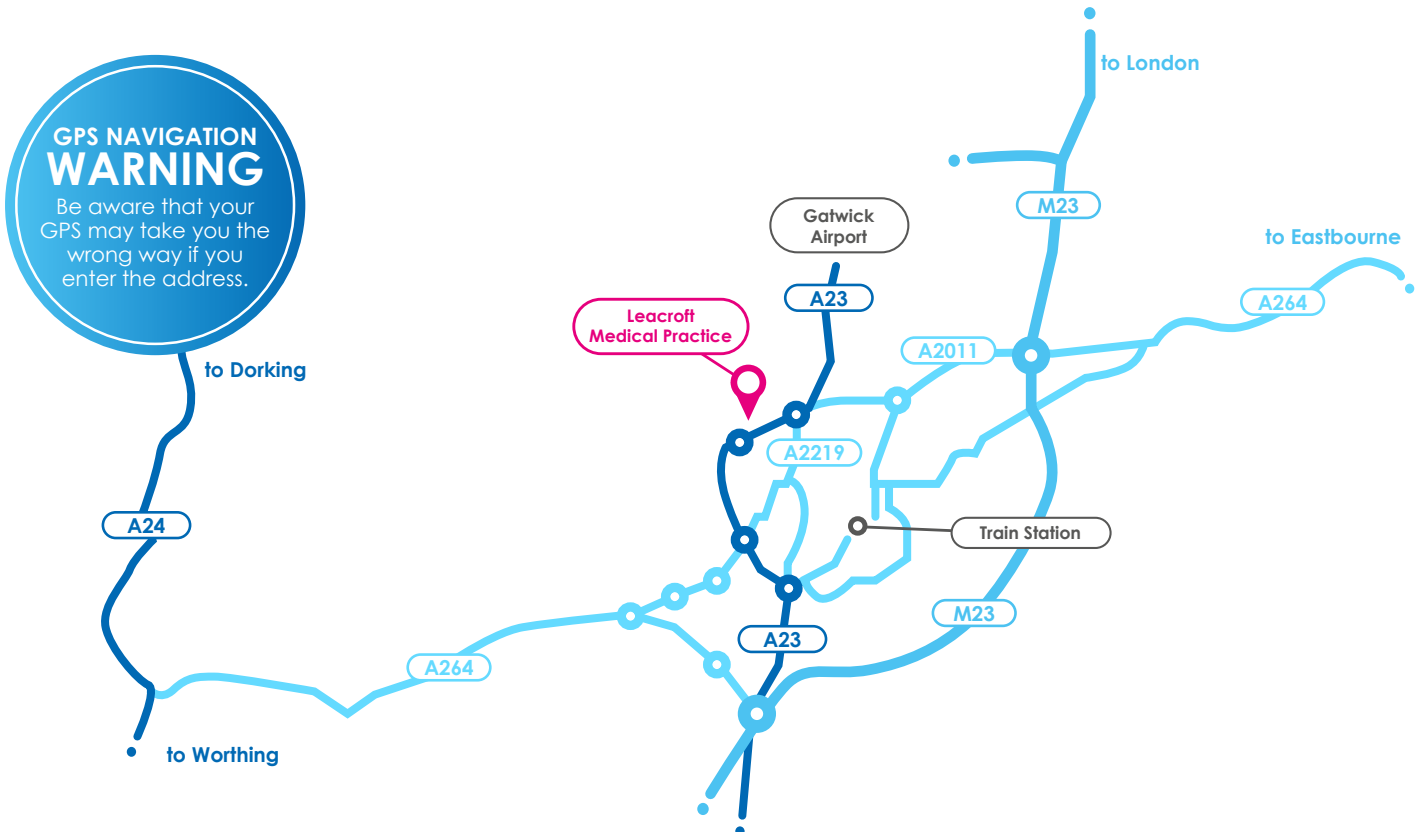 to London
GPS NAVIGATION
WARNING
Be aware that your
GPS may take you the
wrong way if you
enter the address.
M23
Gatwick
Airport
to Eastbourne
A23
A264
Leacroft
Medical Practice
A2011
to Dorking
A2219
A24
Train Station
M23
A23
A264
to Worthing